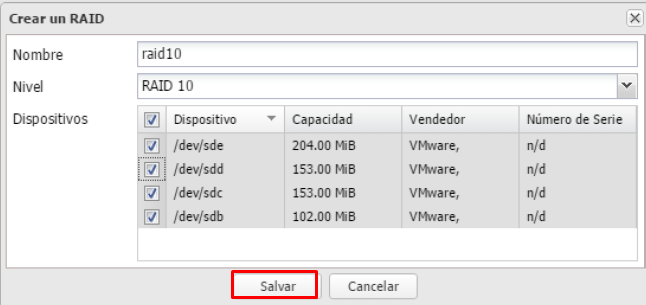 Crear un RAID
Nombre raid10
Nivel RAID 10
Dispositivos Dispositivo Capacidad Vendedor Número de Serie
/dev/sde 204.00 MiB VMware, n/d
/dev/sdd 153.00 MiB VMware, n/d
/dev/sdc 153.00 MiB VMware, n/d
/dev/sdb 102.00 MiB VMware, n/d
Salvar Cancelar